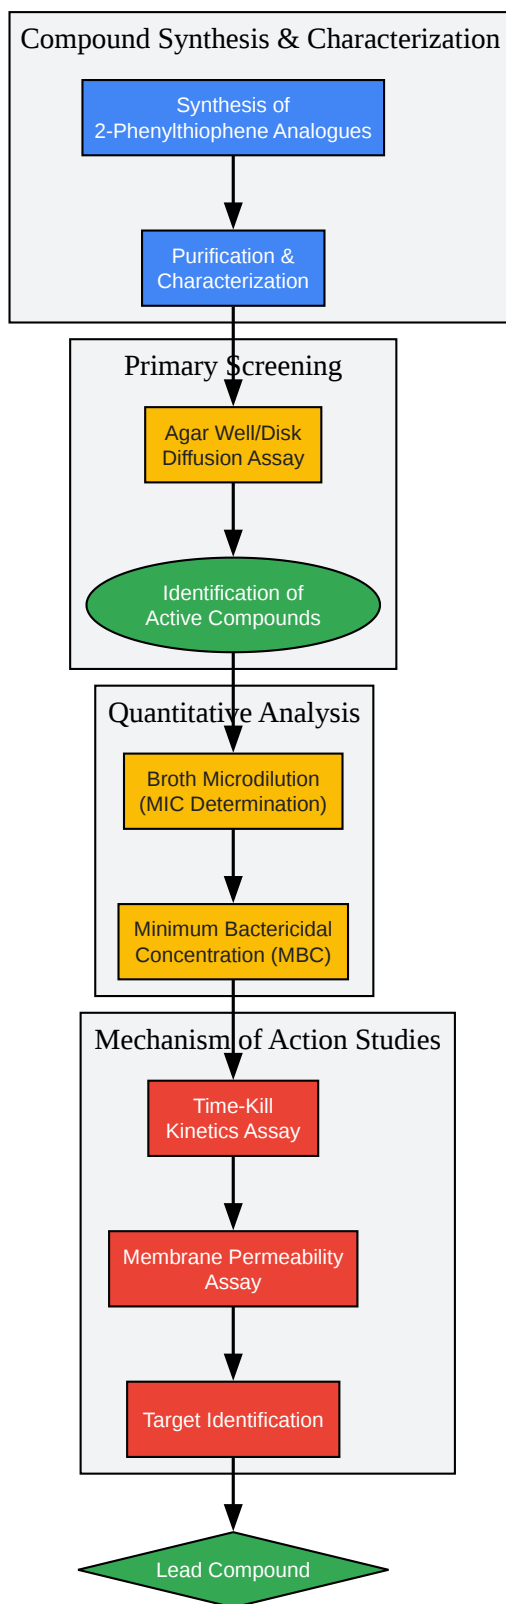 Compound Synthesis & Characterization
Synthesis of
2-Phenylthiophene Analogues
Purification &
Characterization
Primary Screening
Agar Well/Disk
Diffusion Assay
Identification of
Active Compounds
Quantitative Analysis
Broth Microdilution
(MIC Determination)
Minimum Bactericidal
Concentration (MBC)
Mechanism of Action Studies
Time-Kill
Kinetics Assay
Membrane Permeability
Assay
Target Identification
Lead Compound